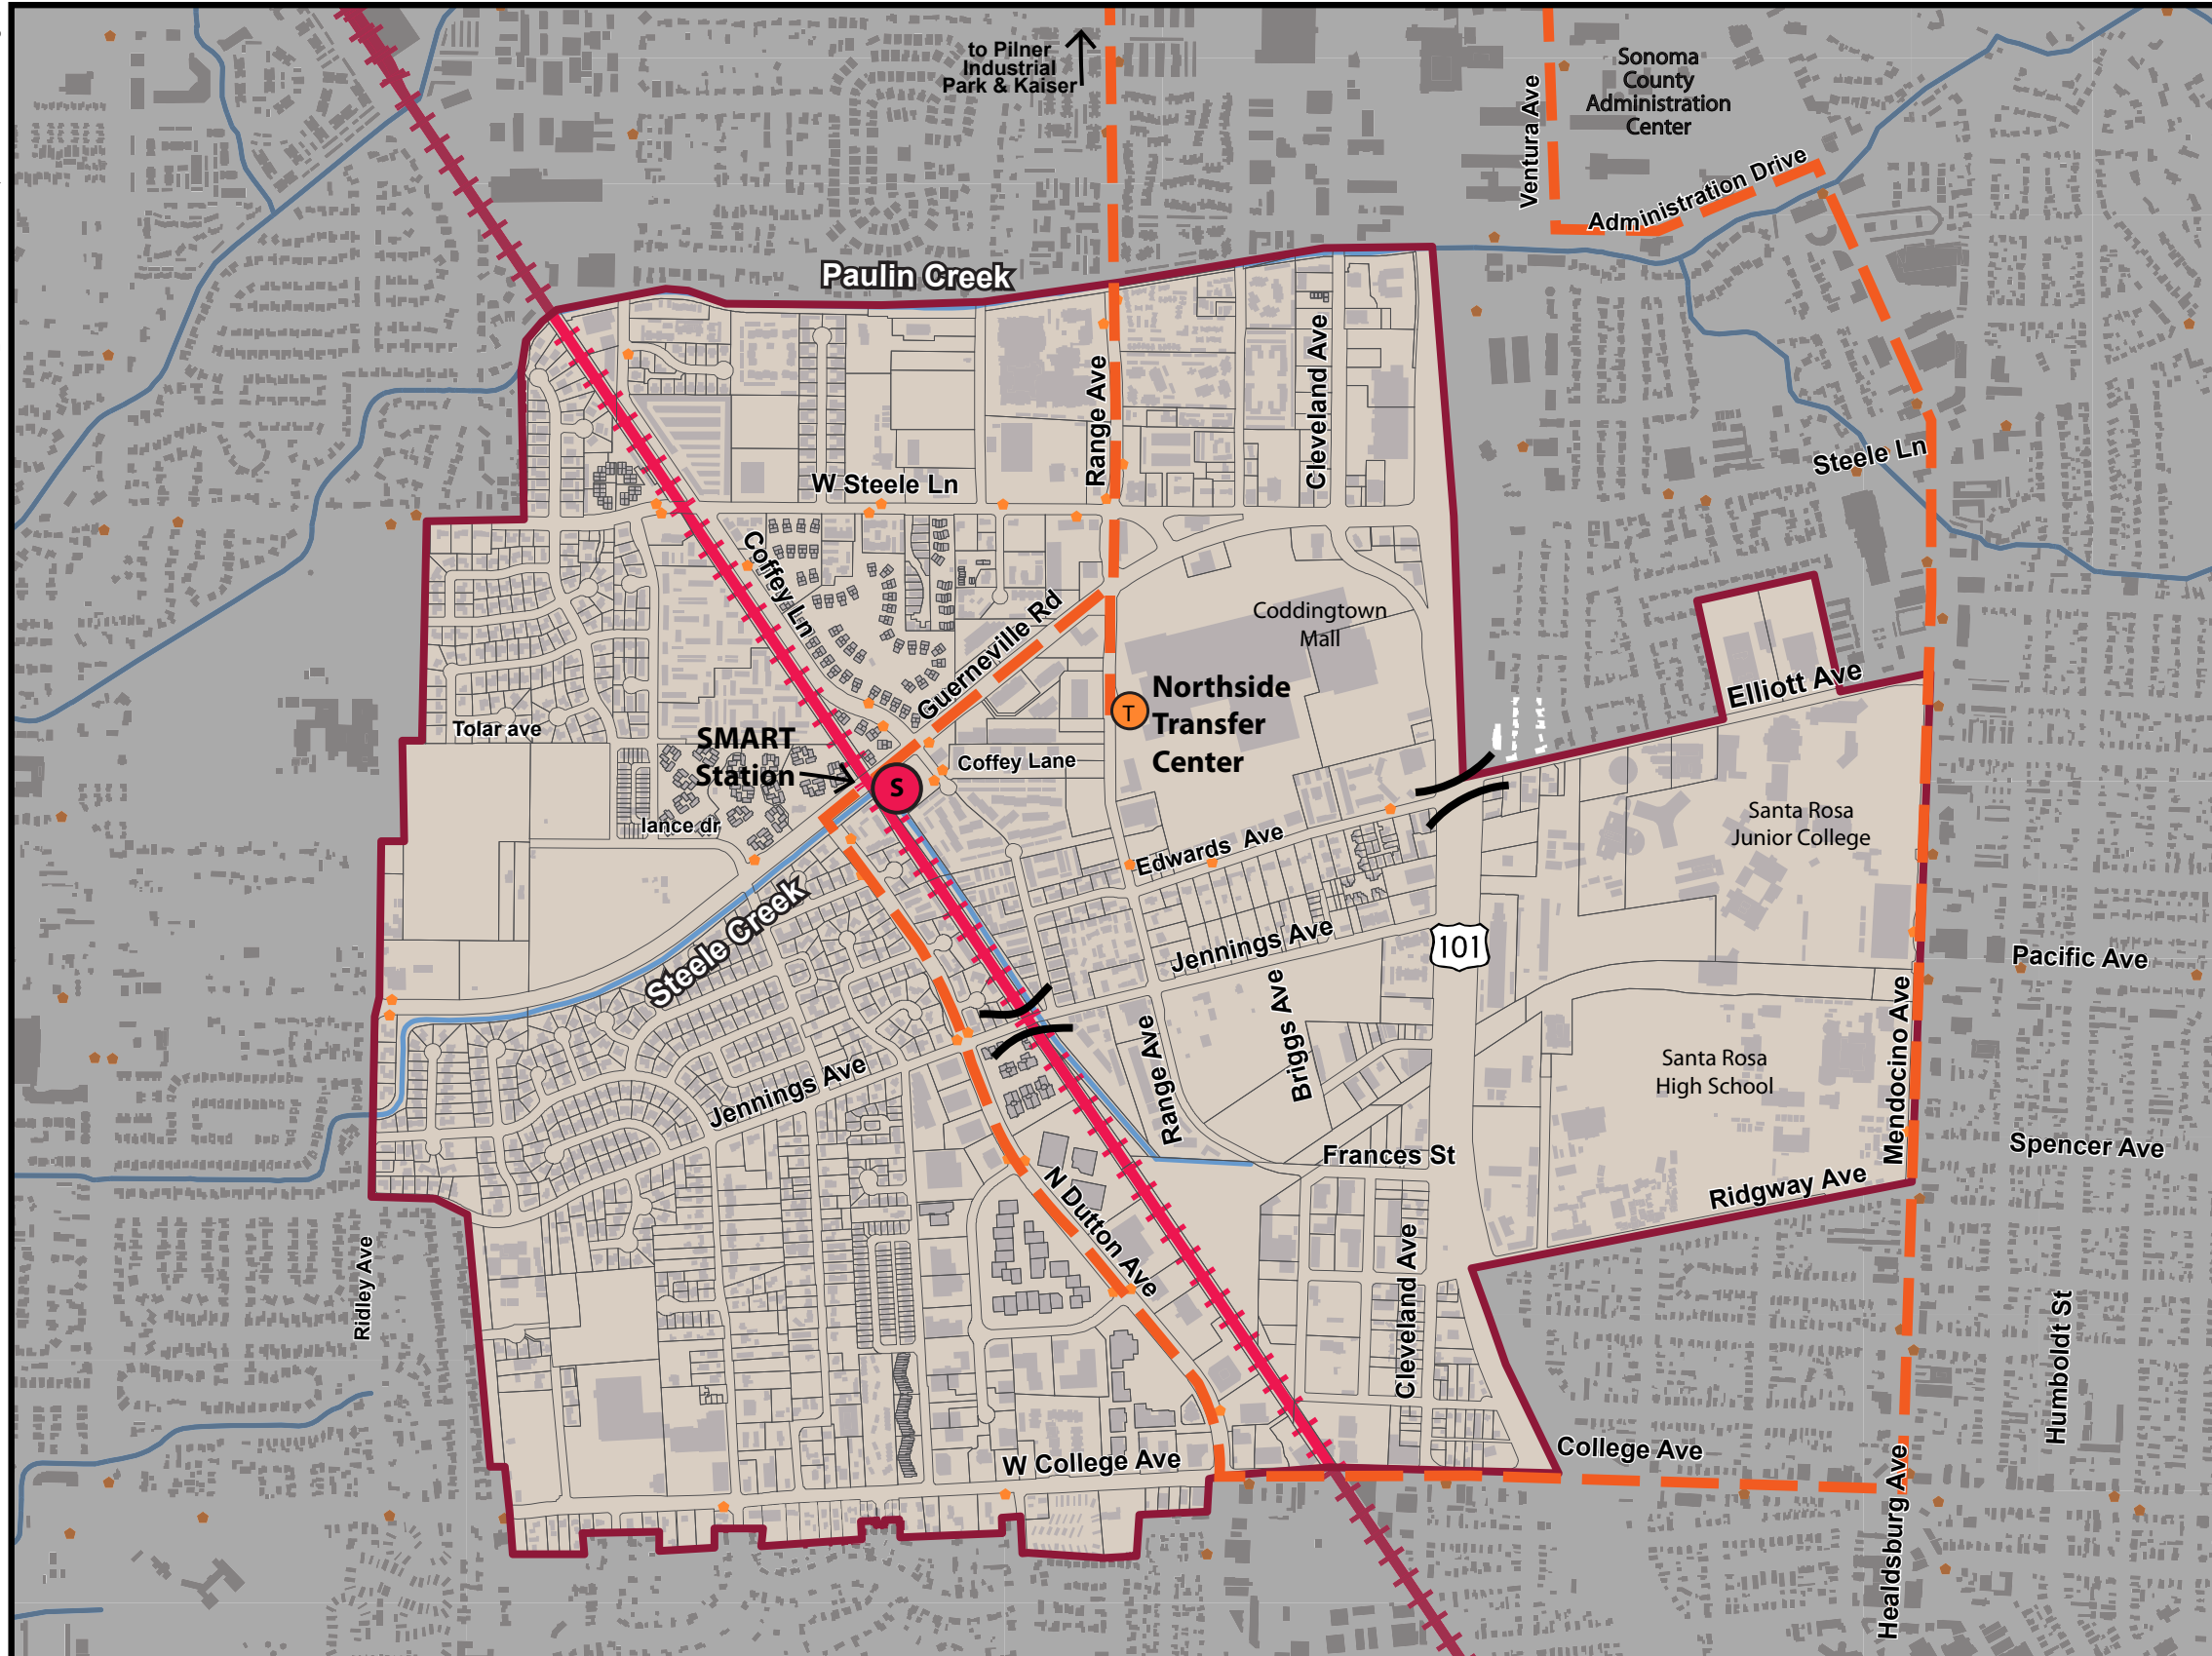 to Pilner
Industrial
Park & Kaiser
Ventura Ave
Sonoma
County
Administration
Center
Administration Drive
Paulin Creek
Range Ave
Cleveland Ave
Steele Ln
W Steele Ln
Coffey Ln
Guerneville Rd
Coddingtown
Mall
Elliott Ave
Tolar ave
SMART
Station
S
T
Northside
Transfer
Center
Coffey Lane
lance dr
Edwards Ave
Santa Rosa
Junior College
Steele Creek
Jennings Ave
101
Pacific Ave
Mendocino Ave
Briggs Ave
Range Ave
Jennings Ave
Santa Rosa
High School
Frances St
Spencer Ave
Ridgway Ave
N Dutton Ave
Ridley Ave
Cleveland Ave
Humboldt St
W College Ave
College Ave
Healdsburg Ave